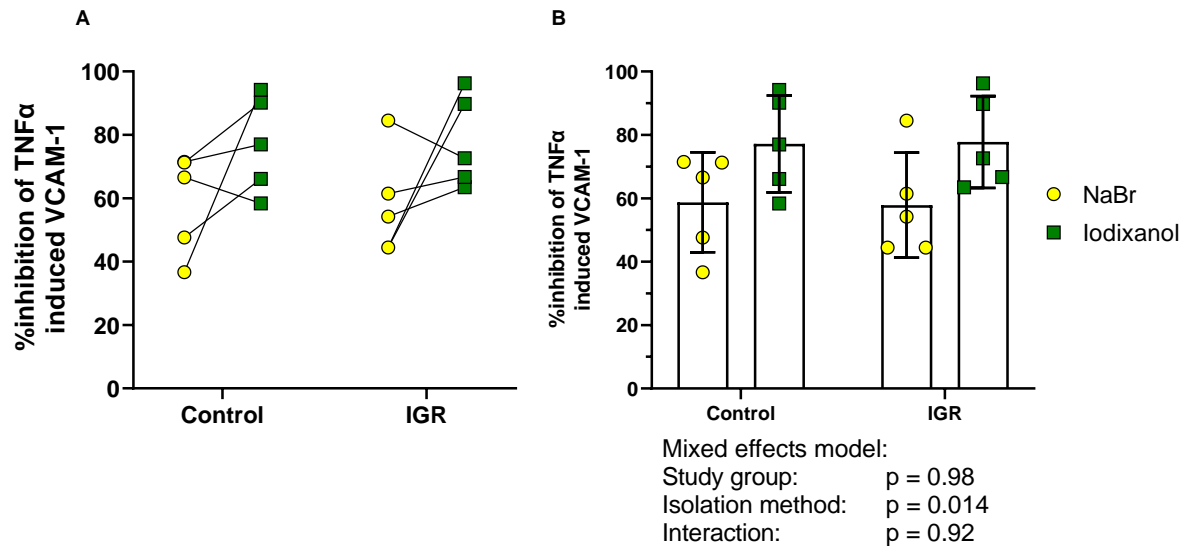 A
%inhibition of TNFα
induced VCAM-1
100
80
60
40
20
0
Control
IGR
B
%inhibition of TNFα
induced VCAM-1
100
80
60
40
20
0
Control
IGR
NaBr
Iodixanol
Mixed effects model:
Study group: p = 0.98
Isolation method: p = 0.014
Interaction: p = 0.92